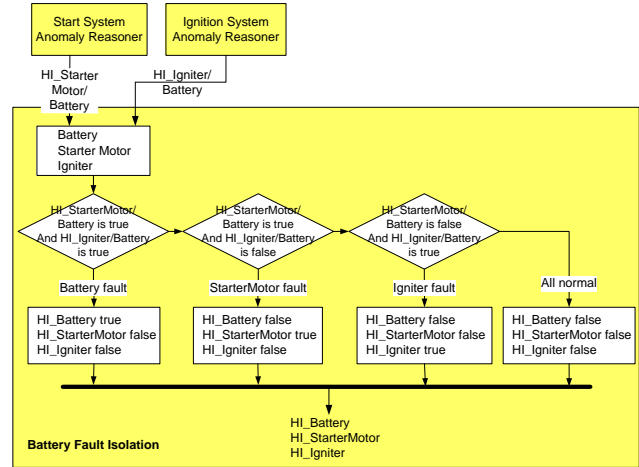 Start System
Anomaly Reasoner
Ignition System
Anomaly Reasoner
HI_Starter
Motor/
Battery
HI_Igniter/
Battery
Battery
Starter Motor
Igniter
HI_StarterMotor/
Battery is true
And HI_Igniter/Battery
is true
HI_StarterMotor/
Battery is true
And HI_Igniter/Battery
is false
HI_StarterMotor/
Battery is false
And HI_Igniter/Battery
is true
Battery fault
StarterMotor fault
Igniter fault
All normal
HI_Battery true
HI_StarterMotor false
HI_Igniter false
HI_Battery false
HI_StarterMotor true
HI_Igniter false
HI_Battery false
HI_StarterMotor false
HI_Igniter true
HI_Battery false
HI_StarterMotor false
HI_Igniter false
HI_Battery
HI_StarterMotor
HI_Igniter
Battery Fault Isolation